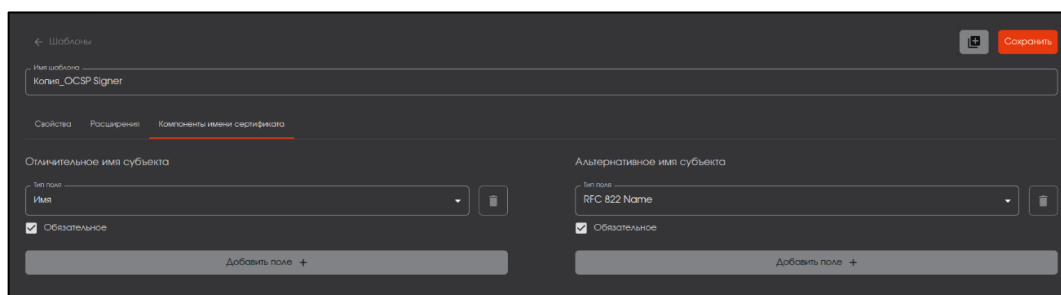 ← Шаблоны
Сохранить
Имя шаблона
Копия_OCSP Signer
Свойства Расширения Компоненты имени сертификата
Отличительное имя субъекта
Тип поля
Имя
Обязательное
Добавить поле +
Альтернативное имя субъекта
Тип поля
RFC 822 Name
Обязательное
Добавить поле +